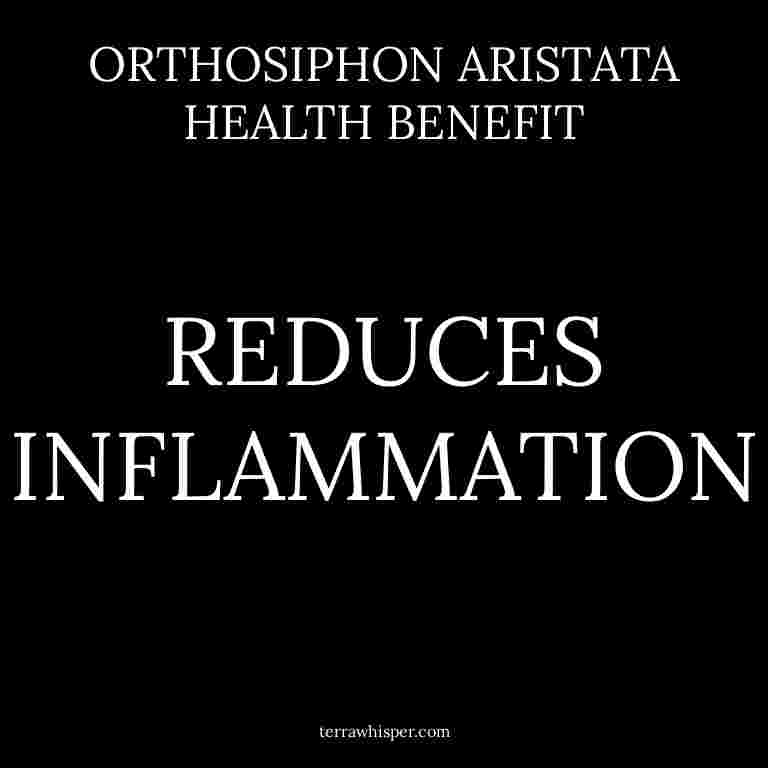 ORTHOSIPHON ARISTATA
HEALTH BENEFIT
REDUCES
INFLAMMATION
terrawhisper.com